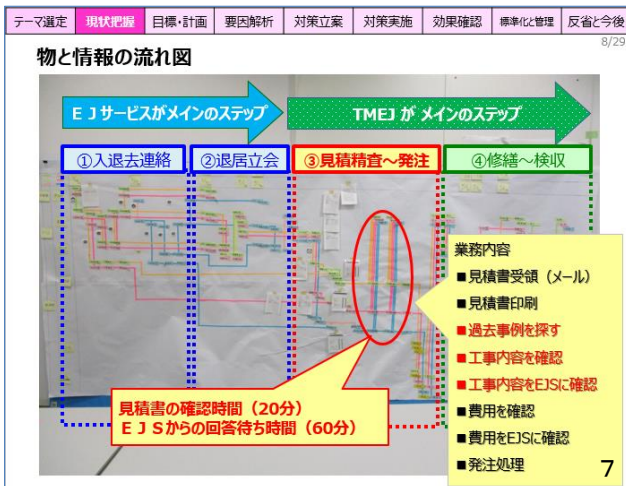 テーマ選定 現状把握 目標・計画 要因解析 対策立案 対策実施 効果確認 標準化と管理 反省と今後
8/29
物と情報の流れ図
ＥＪサービスがメインのステップ
TMEJ が メインのステップ
①入退去連絡 ②退居立会 ③見積精査～発注 ④修繕～検収
業務内容
■見積書受領（メール）
■見積書印刷
■過去事例を探す
■工事内容を確認
■工事内容をEJSに確認
■費用を確認
■費用をEJSに確認
■発注処理
見積書の確認時間（20分）
ＥＪＳからの回答待ち時間（60分）
7